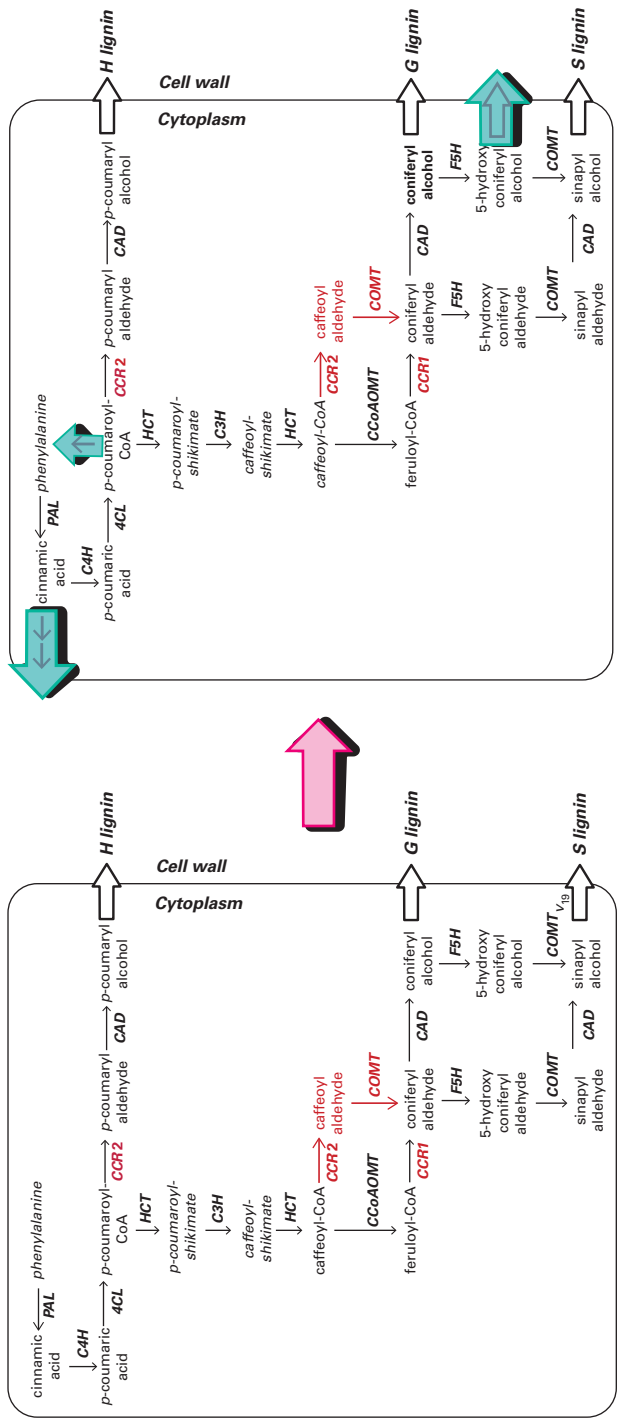 phenylalanine
PAL
cinnamic
acid
C4H
p-coumaric
acid
4CL
p-coumaroyl-
CoA
CCR2
p-coumaryl
aldehyde
CAD
p-coumaryl
alcohol
H lignin
HCT
p-coumaroyl-
shikimate
C3H
caffeoyl-
shikimate
HCT
caffeoyl-CoA
CCR2
caffeoyl
aldehyde
COMT
CCoAOMT
feruloyl-CoA
CCR1
coniferyl
aldehyde
CAD
coniferyl
alcohol
G lignin
F5H
5-hydroxy
coniferyl
aldehyde
F5H
5-hydroxy
coniferyl
alcohol
COMT
sinapyl
aldehyde
CAD
COMT
V19
sinapyl
alcohol
S lignin
Cell wall
Cytoplasm
phenylalanine
PAL
cinnamic
acid
C4H
p-coumaric
acid
4CL
p-coumaroyl-
CoA
CCR2
p-coumaryl
aldehyde
CAD
p-coumaryl
alcohol
H lignin
HCT
p-coumaroyl-
shikimate
C3H
caffeoyl-
shikimate
HCT
caffeoyl-CoA
CCR2
caffeoyl
aldehyde
COMT
CCoAOMT
feruloyl-CoA
CCR1
coniferyl
aldehyde
CAD
coniferyl
alcohol
G lignin
F5H
5-hydroxy
coniferyl
aldehyde
F5H
5-hydroxy
coniferyl
alcohol
COMT
sinapyl
aldehyde
CAD
COMT
sinapyl
alcohol
S lignin
Cell wall
Cytoplasm